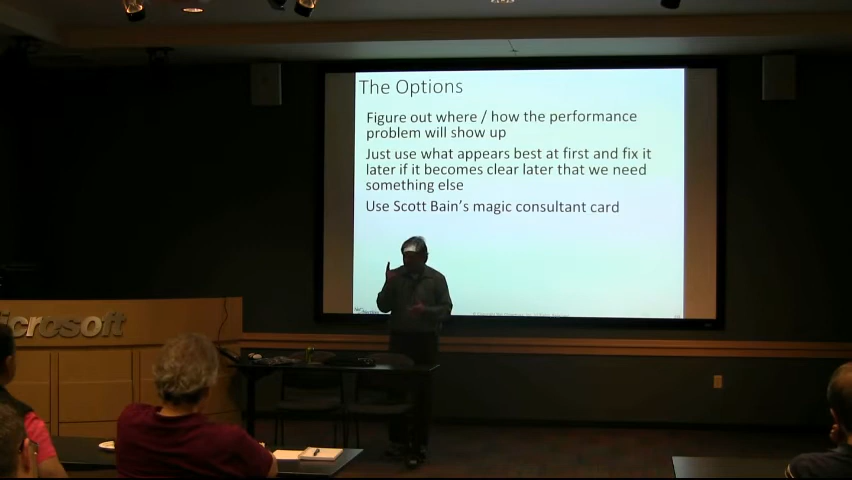 The Options
Figure out where / how the performance
problem will show up
Just use what appears best at first and fix it
later if it becomes clear later that we need
something else
Use Scott Bain's magic consultant card
icrosoft